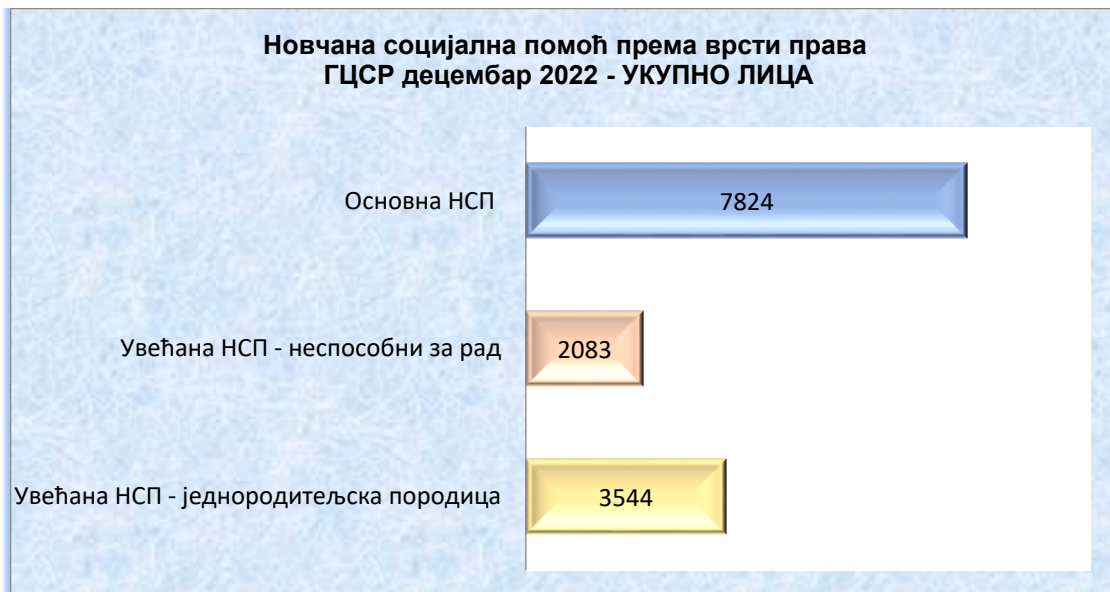 Новчана социјална помоћ према врсти права
ГЦСР децембар 2022 - УКУПНО ЛИЦА
Основна НСП
7824
Увећана НСП - неспособни за рад
2083
Увећана НСП - једнородитељска породица
3544